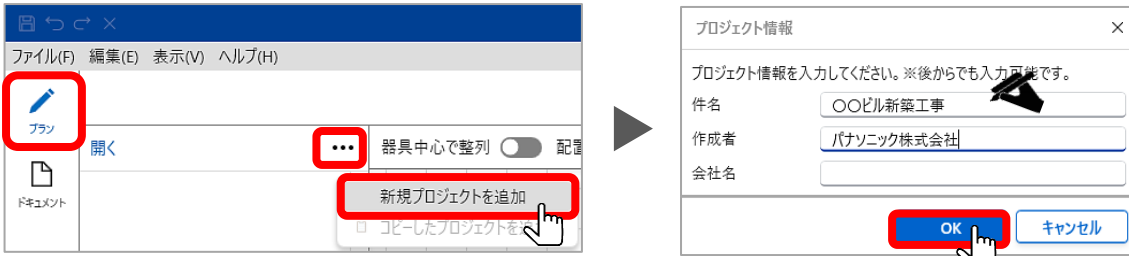 ファイル(F) 編集(E) 表示(V) ヘルプ(H)
プラン
開く ••• 器具中心で整列 配置
ドキュメント
新規プロジェクトを追加
コピーしたプロジェクトを
プロジェクト情報
プロジェクト情報を入力してください。※後からでも入力可能です。
件名 〇〇ビル新築工事
作成者 パナソニック株式会社
会社名
OK キャンセル